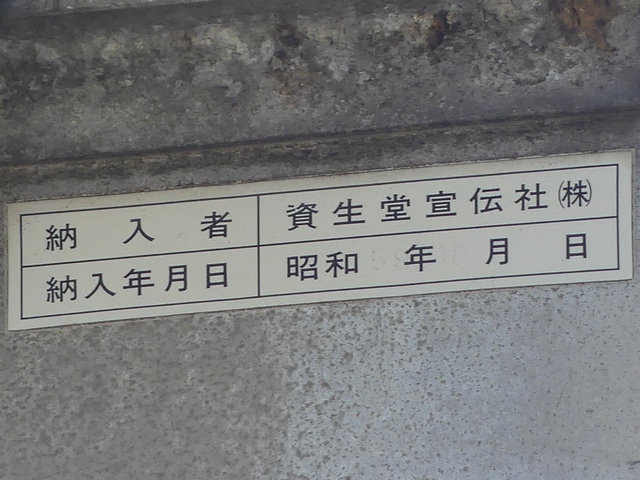 納入者 資生堂宣伝社㈱
納入年月日 昭和 年 月 日